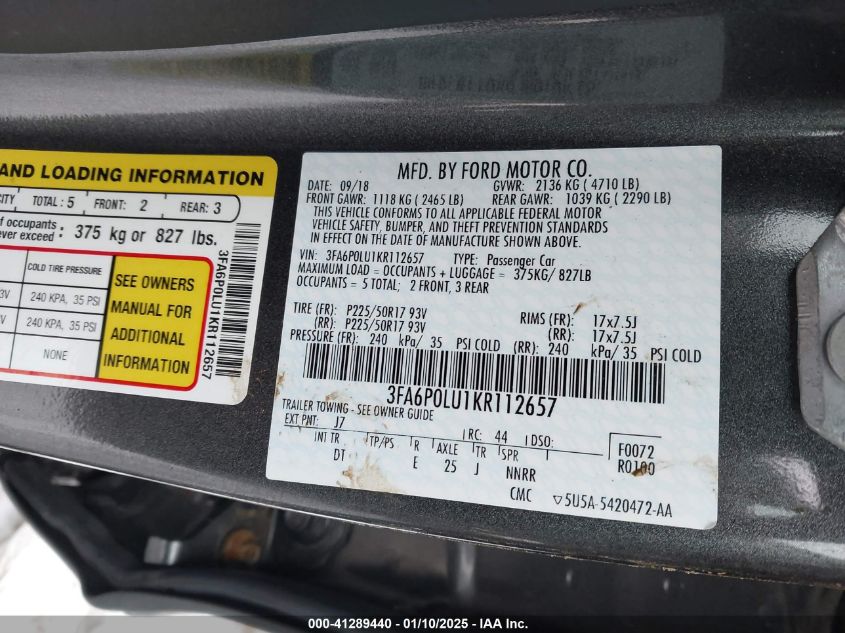 AND LOADING INFORMATION
CITY TOTAL: 5 FRONT: 2 REAR: 3
of occupants
ever exceed: 375 kg or 827 lbs.
COLD TIRE PRESSURE
3V 240 KPA, 35 PSI
V 240 KPA, 35 PSI
NONE
SEE OWNERS
MANUAL FOR
ADDITIONAL
INFORMATION
3FA6P0LU1KR112657
MFD. BY FORD MOTOR CO.
DATE: 09/18 GVWR: 2136 KG ( 4710 LB)
FRONT GAWR: 1118 KG ( 2465 LB) REAR GAWR: 1039 KG ( 2290 LB)
THIS VEHICLE CONFORMS TO ALL APPLICABLE FEDERAL MOTOR
VEHICLE SAFETY, BUMPER, AND THEFT PREVENTION STANDARDS
IN EFFECT ON THE DATE OF MANUFACTURE SHOWN ABOVE.
VIN: 3FA6P0LU1KR112657 TYPE: Passenger Car
MAXIMUM LOAD = OCCUPANTS + LUGGAGE = 375KG/ 827LB
OCCUPANTS = 5 TOTAL; 2 FRONT, 3 REAR
TIRE (FR): P225/50R17 93V RIMS (FR): 17x7.5J
(RR): P225/50R17 93V (RR): 17x7.5J
PRESSURE (FR): 240 kPa/ 35 PSI COLD (RR): 240 kPa/ 35 PSI COLD
3FA6P0LU1KR112657
TRAILER TOWING - SEE OWNER GUIDE
EXT PNT: J7 RC: 44 DSO: F0072
INT TR TP/PS R AXLE TR SPR R0100
DT E 25 J NNRR
CMC ▽5U5A-5420472-AA
000-41289440 - 01/10/2025 - IAA Inc.